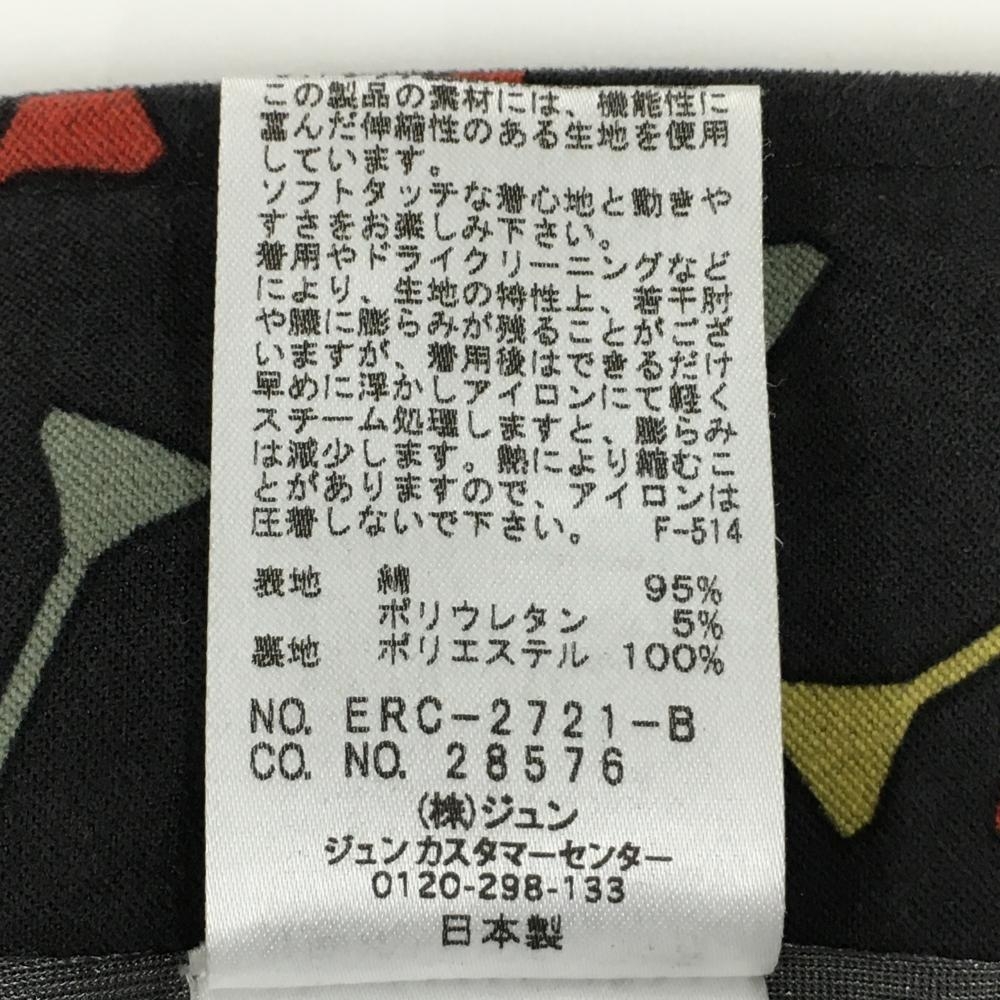 この製品の素材には、機能性に
富んだ伸縮性のある生地を使用
しています。
ソフトタッチな着心地と動きや
すさをお楽しみ下さい。
着用やドライクリーニングなど
により、生地の特性上、若干肘
や腰に膨らみが残ることがござ
いますが、着用後はできるだけ
早めに浮かしアイロンにて軽く
スチーム処理しますと、膨らみ
は減少します。熱により縮むこ
とがありますので、アイロンは
圧着しないで下さい。 F-514
表地 綿 95%
ポリウレタン 5%
裏地 ポリエステル 100%
NO. ERC-2721-B
CO. NO. 28576
(株)ジュン
ジュンカスタマーセンター
0120-298-133
日本製